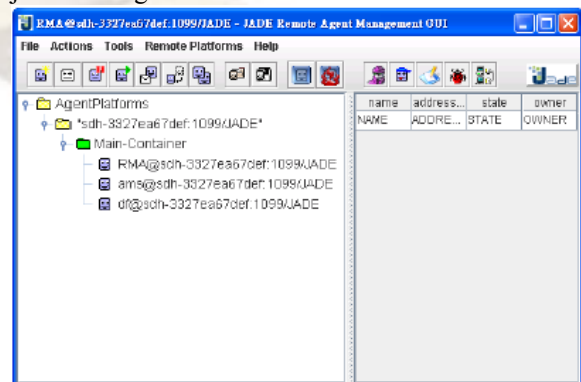 RMA@sdh-3327ea67def:1099/JADE - JADE Remote Agent Management GUI
File Actions Tools Remote Platforms Help
Jade
AgentPlatforms
name address... state owner
"sdh-3327ea67def:1099/JADE"
NAME ADDRE... STATE OWNER
Main-Container
RMA@sdh-3327ea67def:1099/JADE
ams@sdh-3327ea67def:1099/JADE
df@sdh-3327ea67def:1099/JADE